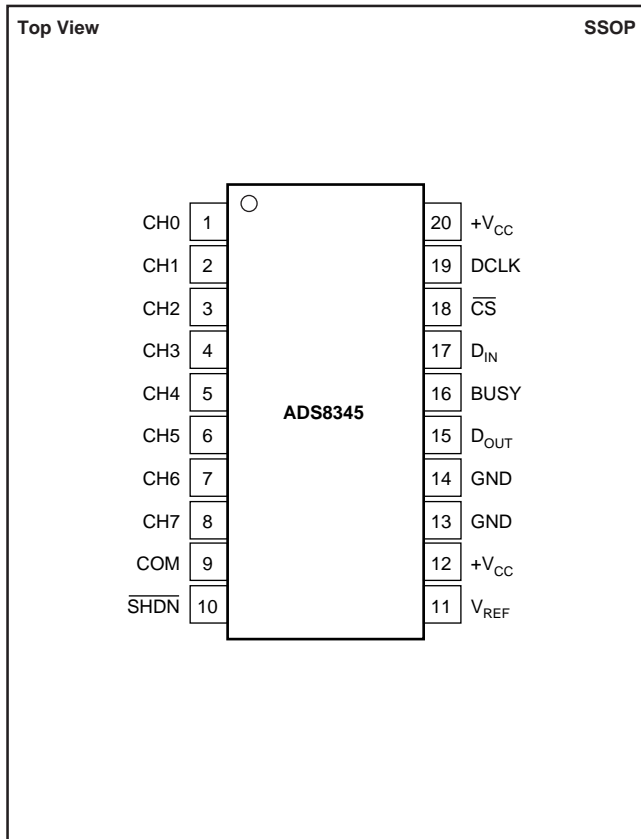 Top View SSOP
CH0 1 20 +VCC
CH1 2 19 DCLK
CH2 3 18 C̅S̅
CH3 4 17 DIN
CH4 5 ADS8345 16 BUSY
CH5 6 15 DOUT
CH6 7 14 GND
CH7 8 13 GND
COM 9 12 +VCC
S̅H̅D̅N̅ 10 11 VREF